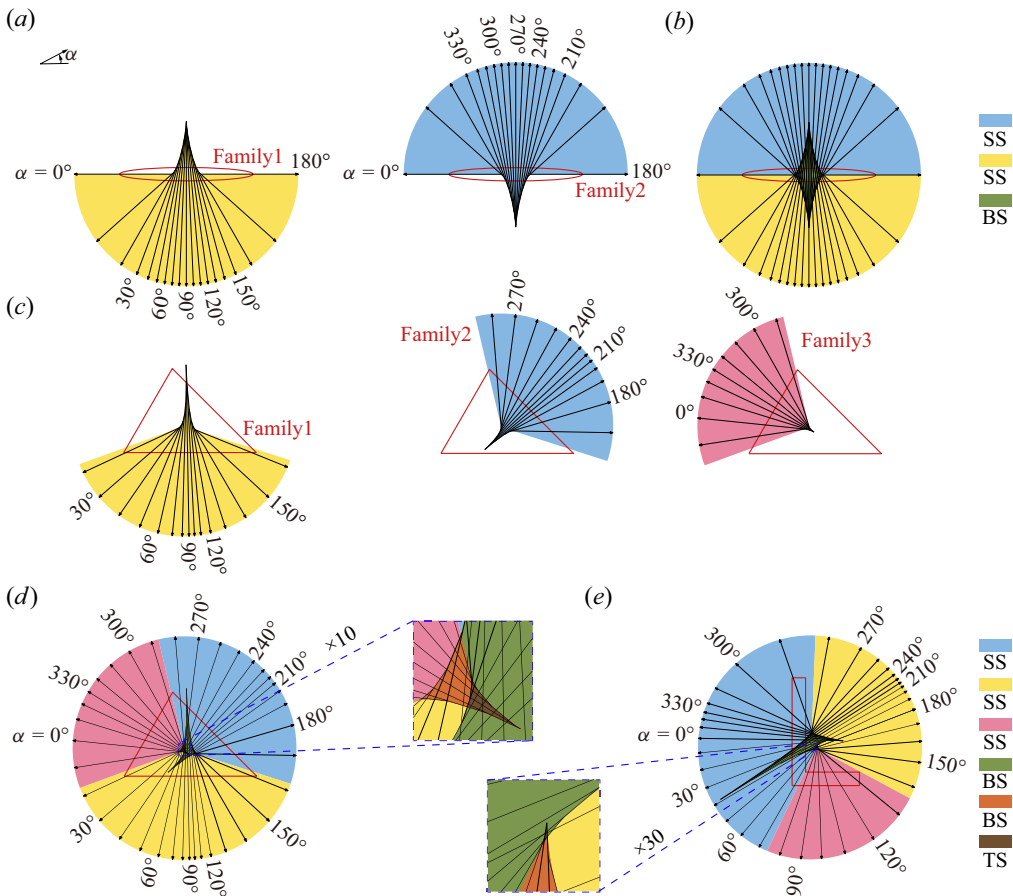 (a)
α
330°
300°
270°
240°
210°
α = 0°
Family1
180°
30°
60°
90°
120°
150°
α = 0°
Family2
180°
(b)
SS
SS
BS
(c)
Family1
30°
60°
90°
120°
150°
Family2
270°
240°
210°
180°
300°
Family3
330°
0°
(d)
300°
270°
240°
210°
330°
180°
α = 0°
30°
60°
90°
120°
150°
×10
×30
(e)
300°
270°
240°
210°
330°
180°
α = 0°
150°
30°
60°
90°
120°
SS
SS
SS
BS
BS
TS